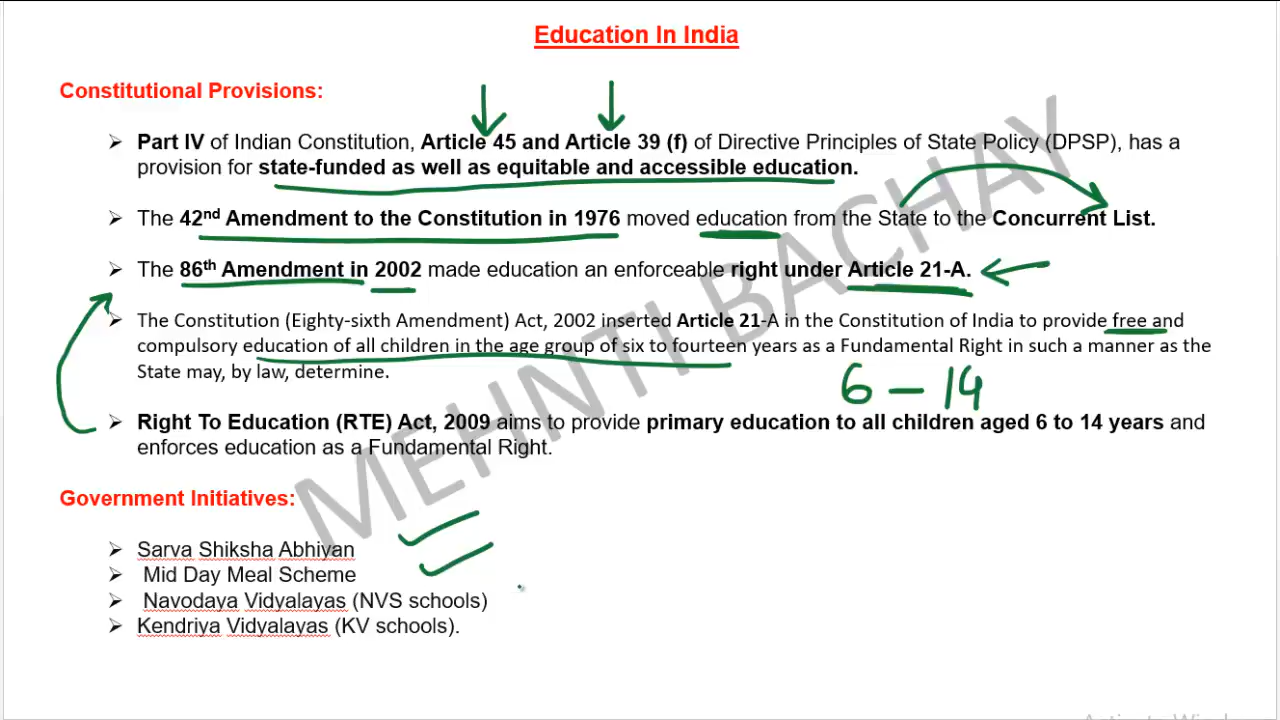 Education In India
Constitutional Provisions:
➢ Part IV of Indian Constitution, Article 45 and Article 39 (f) of Directive Principles of State Policy (DPSP), has a
provision for state-funded as well as equitable and accessible education.
➢ The 42nd Amendment to the Constitution in 1976 moved education from the State to the Concurrent List.
➢ The 86th Amendment in 2002 made education an enforceable right under Article 21-A.
➢ The Constitution (Eighty-sixth Amendment) Act, 2002 inserted Article 21-A in the Constitution of India to provide free and
compulsory education of all children in the age group of six to fourteen years as a Fundamental Right in such a manner as the
State may, by law, determine.
6 – 14
➢ Right To Education (RTE) Act, 2009 aims to provide primary education to all children aged 6 to 14 years and
enforces education as a Fundamental Right.
Government Initiatives:
➢ Sarva Shiksha Abhiyan
➢ Mid Day Meal Scheme
➢ Navodaya Vidyalayas (NVS schools)
➢ Kendriya Vidyalayas (KV schools).
MEHNTI BACHAY